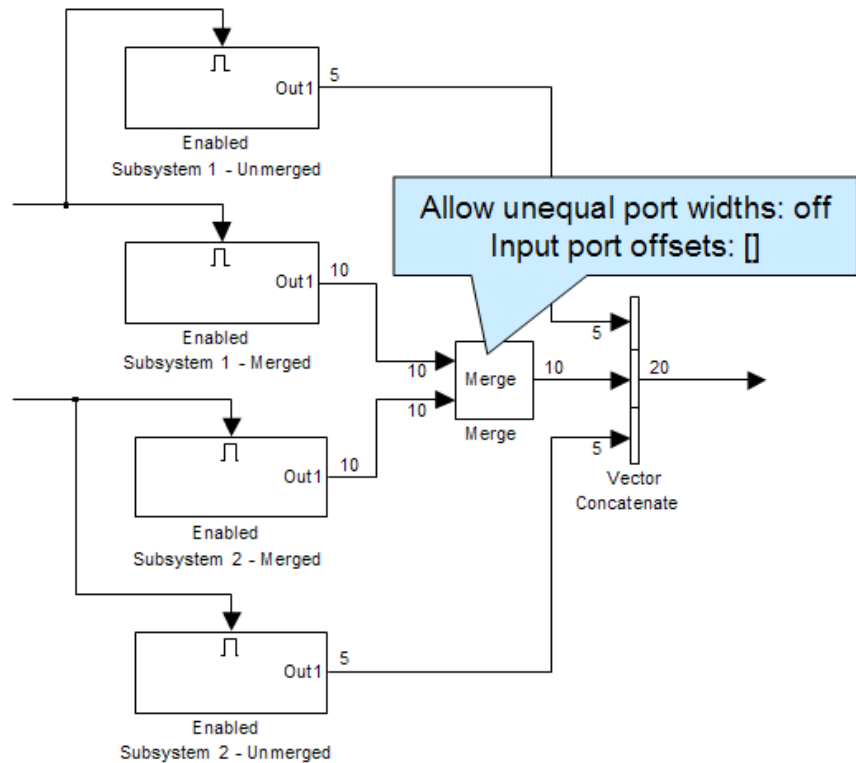 Out1
5
Enabled
Subsystem 1 - Unmerged
Allow unequal port widths: off
Input port offsets: []
Out1
10
Enabled
Subsystem 1 - Merged
5
10
10
Merge
10
20
Merge
5
Vector
Concatenate
Out1
10
Enabled
Subsystem 2 - Merged
Out1
5
Enabled
Subsystem 2 - Unmerged